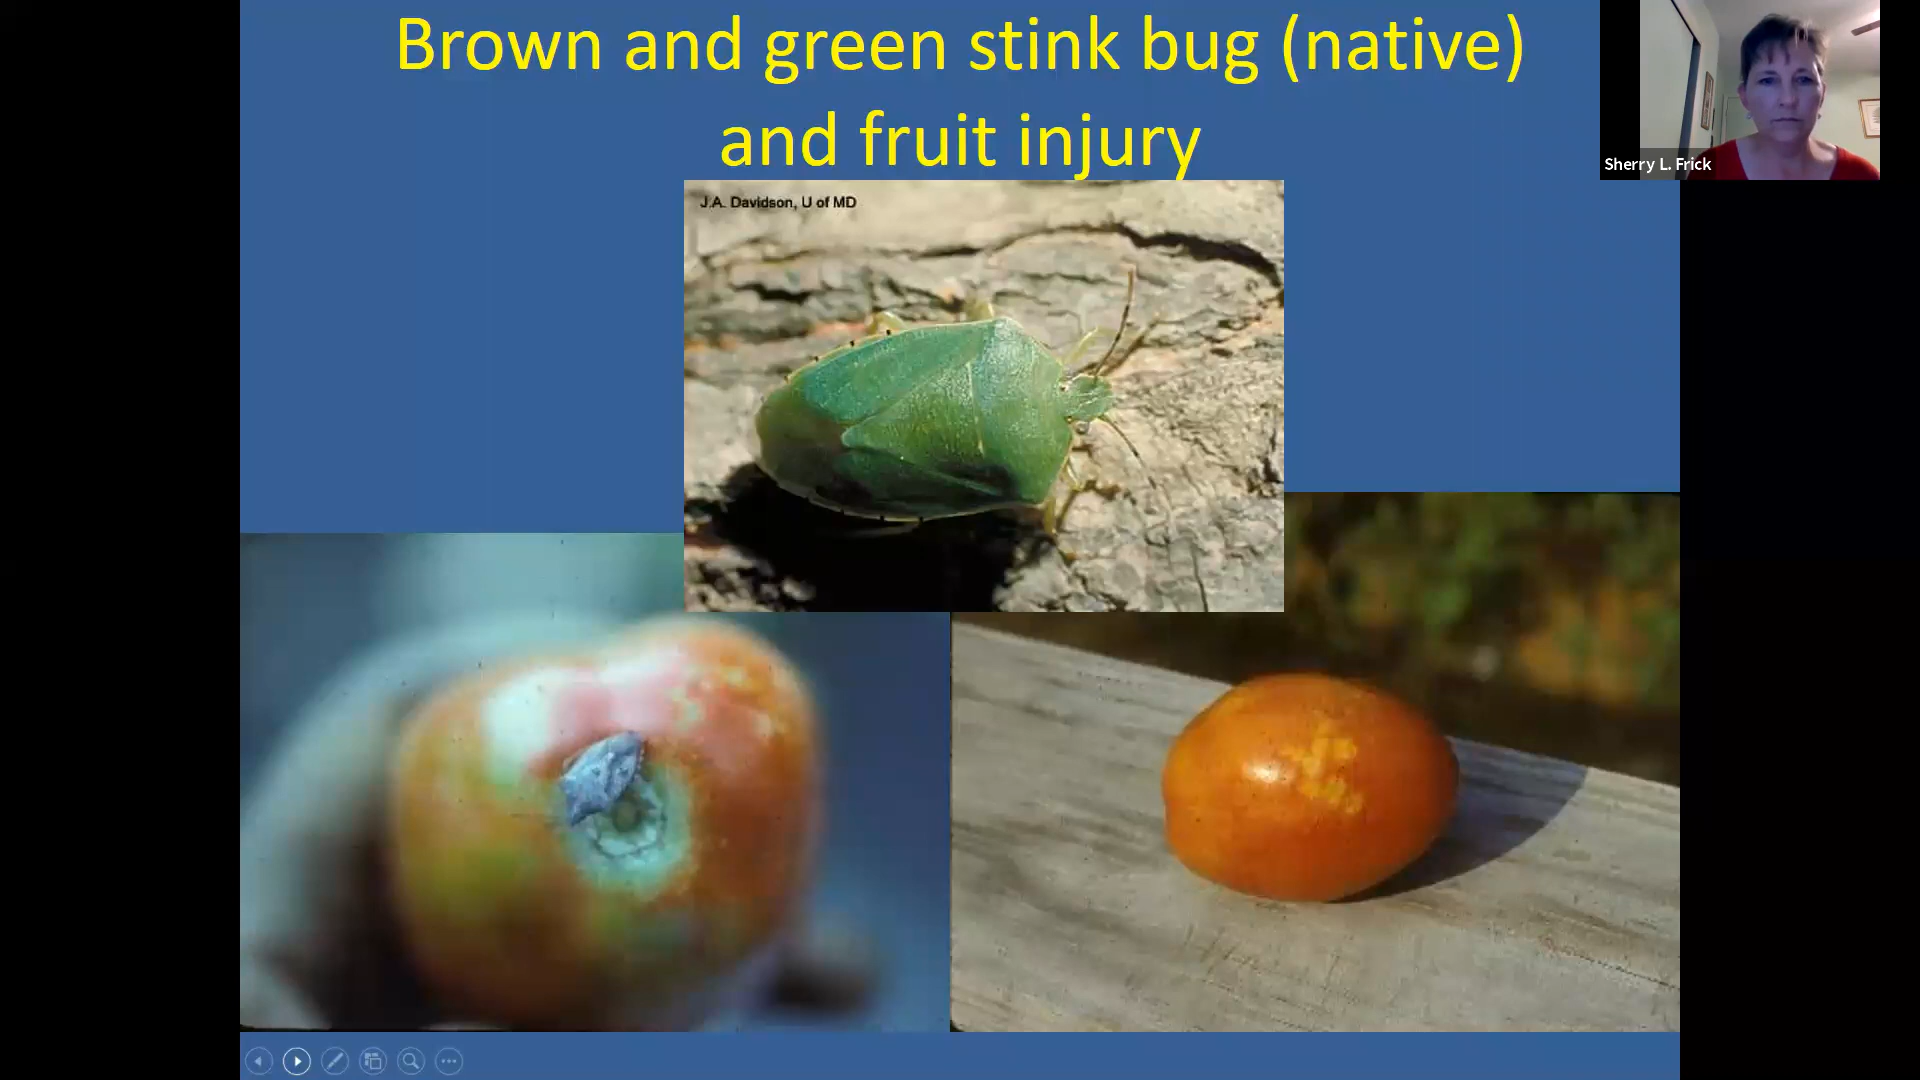 Brown and green stink bug (native)
and fruit injury
Sherry L. Frick
J.A. Davidson, U of MD